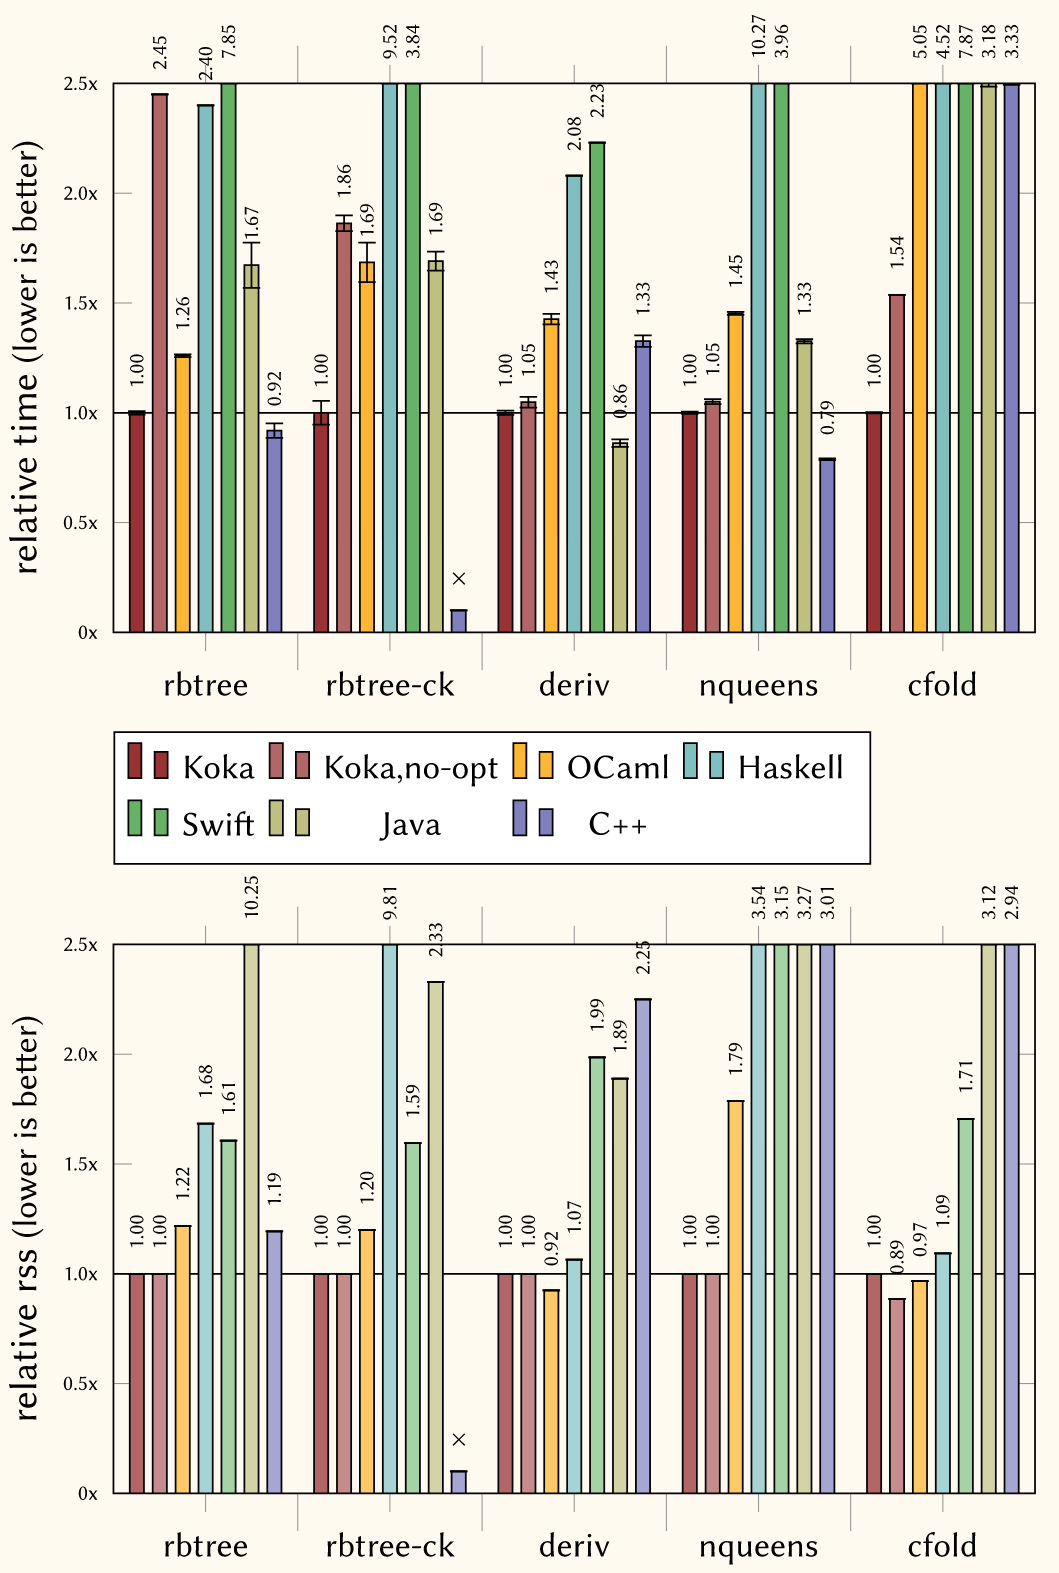 relative time (lower is better)
2.5x
2.0x
1.5x
1.0x
0.5x
0x
1.00 2.45 1.26 2.40 7.85 1.67 0.92
1.00 1.86 1.69 9.52 3.84 1.69 ×
1.00 1.05 1.43 2.08 2.23 0.86 1.33
1.00 1.05 1.45 10.27 3.96 1.33 0.79
1.00 1.54 5.05 4.52 7.87 3.18 3.33
rbtree rbtree-ck deriv nqueens cfold
Koka Koka,no-opt OCaml Haskell
Swift Java C++
relative rss (lower is better)
2.5x
2.0x
1.5x
1.0x
0.5x
0x
1.00 1.00 1.22 1.68 1.61 10.25 1.19
1.00 1.00 1.20 9.81 1.59 2.33 ×
1.00 1.00 0.92 1.07 1.99 1.89 2.25
1.00 1.00 1.79 3.54 3.15 3.27 3.01
1.00 0.89 0.97 1.09 1.71 3.12 2.94
rbtree rbtree-ck deriv nqueens cfold